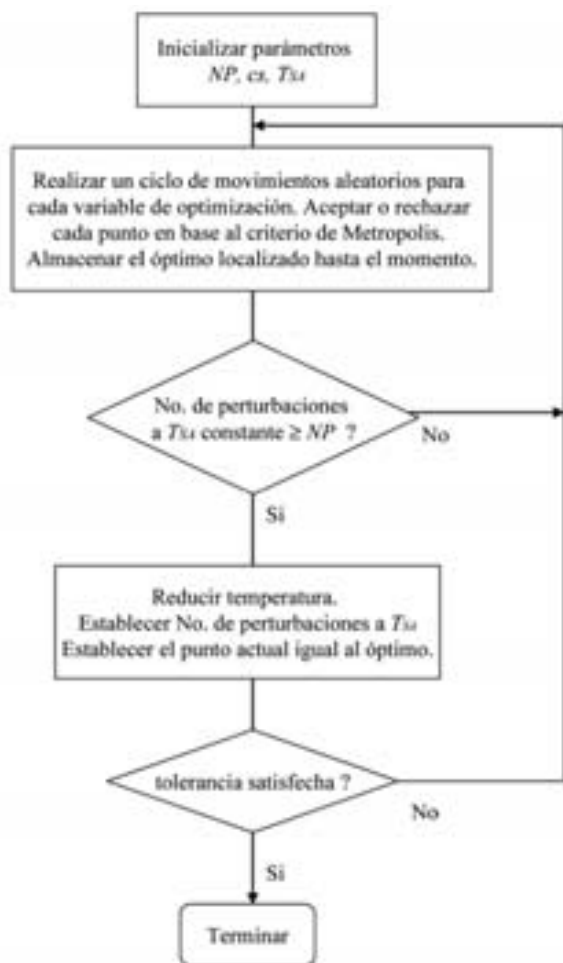 Inicializar parámetros
NP, cs, TSA
Realizar un ciclo de movimientos aleatorios para
cada variable de optimización. Aceptar o rechazar
cada punto en base al criterio de Metropolis.
Almacenar el óptimo localizado hasta el momento.
No. de perturbaciones
a TSA constante ≥ NP ?
No
Si
Reducir temperatura.
Establecer No. de perturbaciones a TSA
Establecer el punto actual igual al óptimo.
tolerancia satisfecha ?
No
Si
Terminar